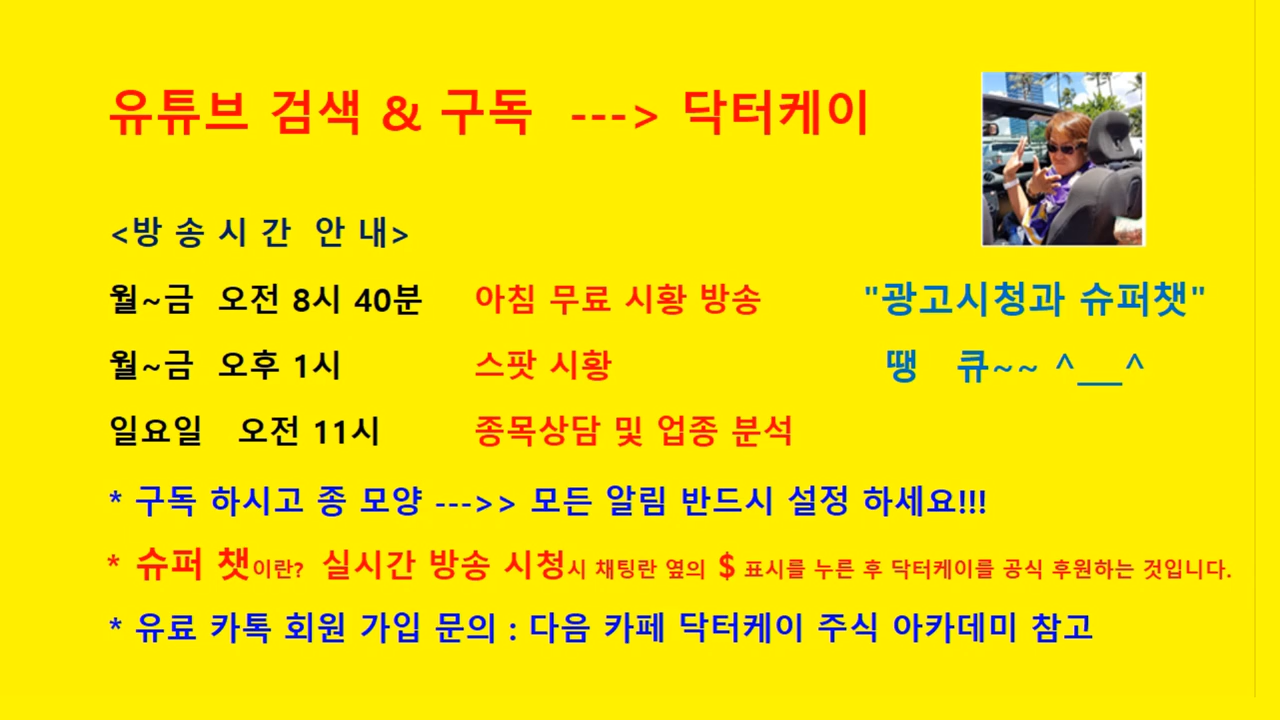 유튜브 검색 & 구독 ---> 닥터케이
<방 송 시 간 안 내>
월~금 오전 8시 40분 아침 무료 시황 방송 "광고시청과 슈퍼챗"
월~금 오후 1시 스팟 시황 땡 큐~~ ^__^
일요일 오전 11시 종목상담 및 업종 분석
* 구독 하시고 종 모양 --->> 모든 알림 반드시 설정 하세요!!!
* 슈퍼 챗이란? 실시간 방송 시청시 채팅란 옆의 $ 표시를 누른 후 닥터케이를 공식 후원하는 것입니다.
* 유료 카톡 회원 가입 문의 : 다음 카페 닥터케이 주식 아카데미 참고